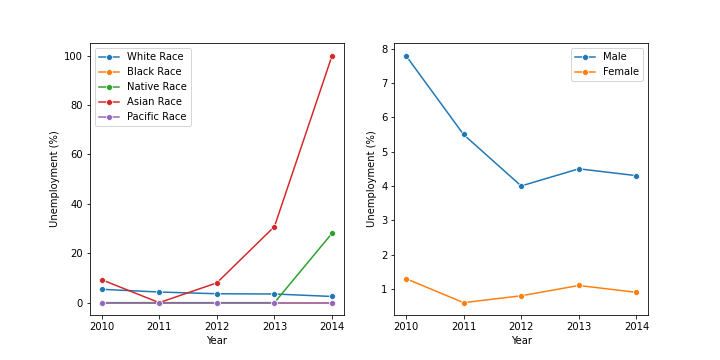 100
80
60
40
20
0
Unemployment (%)
2010 2011 2012 2013 2014
Year
White Race
Black Race
Native Race
Asian Race
Pacific Race
8
7
6
5
4
3
2
1
Unemployment (%)
2010 2011 2012 2013 2014
Year
Male
Female